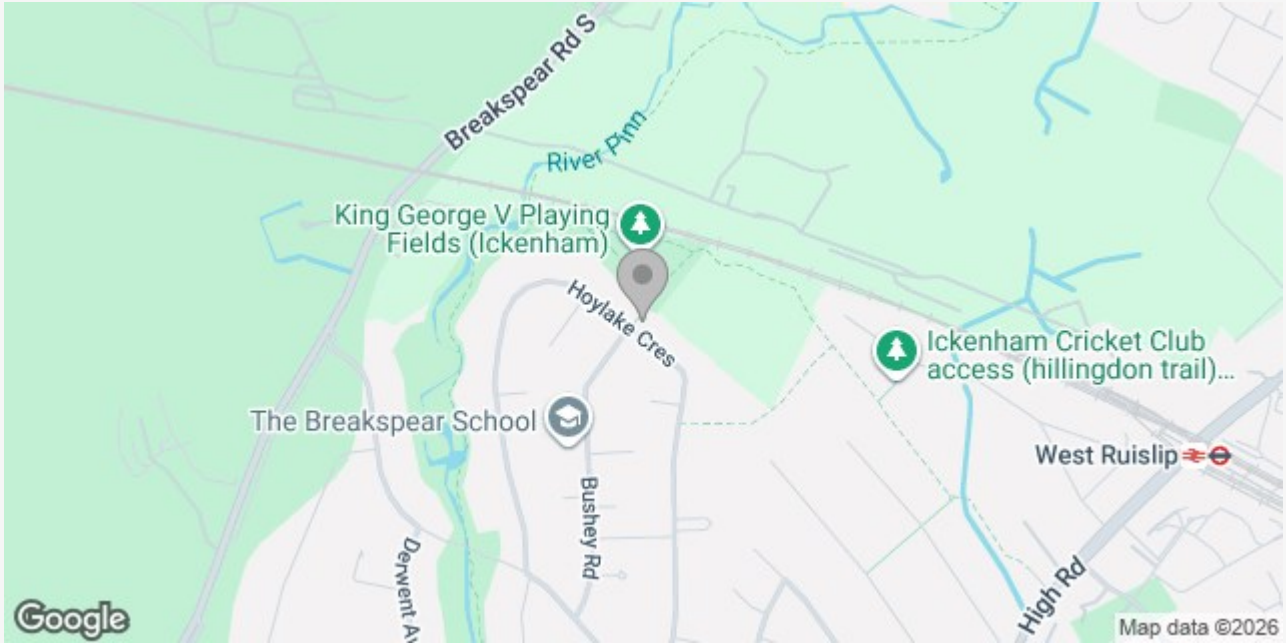 Breakspear Rd S
River Pinn
King George V Playing
Fields (Ickenham)
Hoylake Cres
Ickenham Cricket Club
access (hillingdon trail)...
The Breakspear School
West Ruislip
Bushey Rd
Derwent Av
High Rd
Google
Map data ©2026